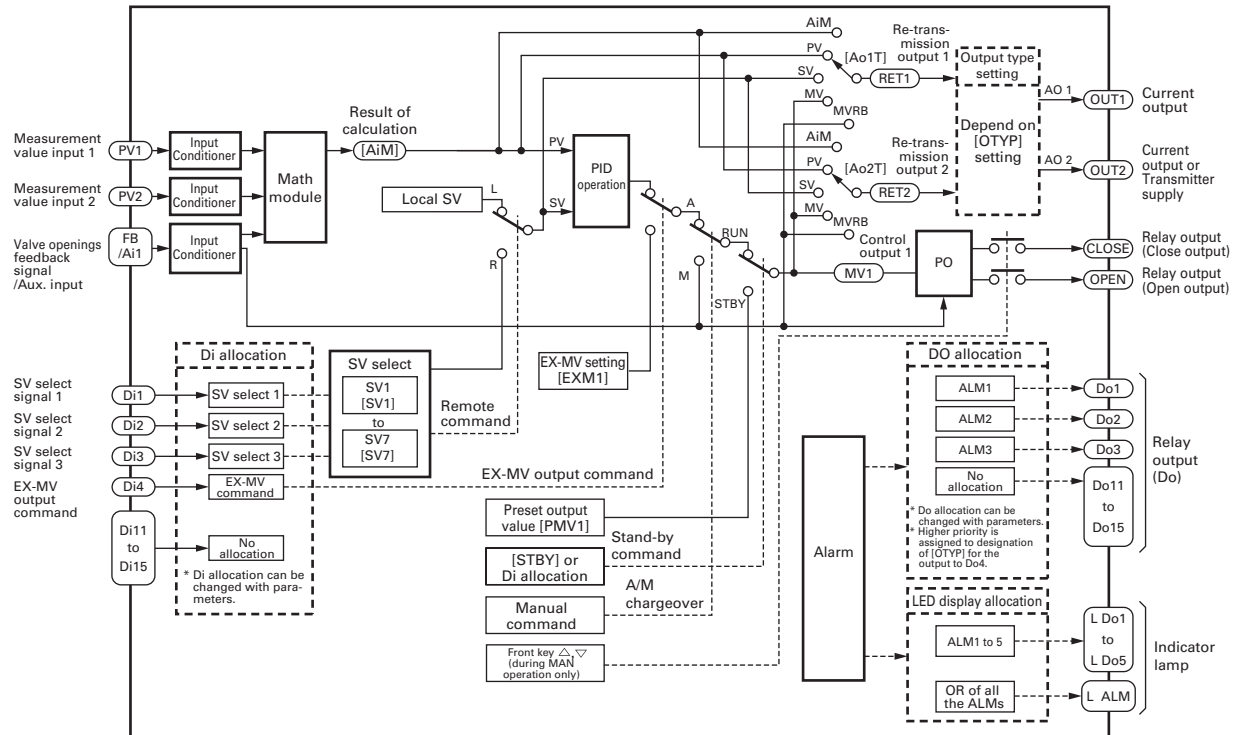 Measurement
value input 1
PV1
Input
Conditioner
Measurement
value input 2
PV2
Input
Conditioner
Valve openings
feedback
signal
/Aux. input
FB
/Ai1
Input
Conditioner
Math
module
Result of
calculation
[AiM]
Local SV
L
R
PV
SV
PID
operation
A
M
RUN
STBY
AiM
PV
SV
MV
MVRB
[Ao1T]
Re-trans-
mission
output 1
RET1
AiM
PV
SV
MV
MVRB
[Ao2T]
Re-trans-
mission
output 2
RET2
Output type
setting
Depend on
[OTYP]
setting
AO 1
OUT1
Current
output
AO 2
OUT2
Current
output or
Transmitter
supply
Control
output 1
MV1
PO
CLOSE
Relay output
(Close output)
OPEN
Relay output
(Open output)
SV select
signal 1
Di1
SV select
signal 2
Di2
SV select
signal 3
Di3
EX-MV
output
command
Di4
Di11
to
Di15
Di allocation
SV select 1
SV select 2
SV select 3
EX-MV
command
No
allocation
* Di allocation can be
changed with para-
meters.
SV select
SV1
[SV1]
to
SV7
[SV7]
Remote
command
EX-MV setting
[EXM1]
EX-MV output command
Preset output
value [PMV1]
Stand-by
command
[STBY] or
Di allocation
A/M
chargeover
Manual
command
Front key △,▽
(during MAN
operation only)
Alarm
DO allocation
ALM1
ALM2
ALM3
No
allocation
* Do allocation can be
changed with parameters.
* Higher priority is
assigned to designation
of [OTYP] for the
output to Do4.
Do1
Do2
Do3
Do11
to
Do15
Relay
output
(Do)
LED display allocation
ALM1 to 5
OR of all
the ALMs
L Do1
to
L Do5
L ALM
Indicator
lamp